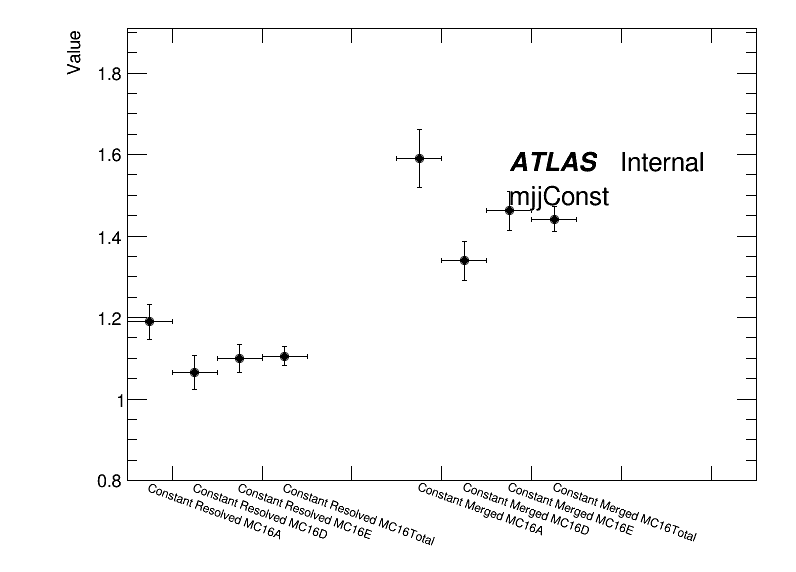 Value
1.8
1.6
1.4
1.2
1
0.8
ATLAS Internal
mjjConst
Constant Resolved MC16A
Constant Resolved MC16D
Constant Resolved MC16E
Constant Resolved MC16Total
Constant Merged MC16A
Constant Merged MC16D
Constant Merged MC16E
Constant Merged MC16Total